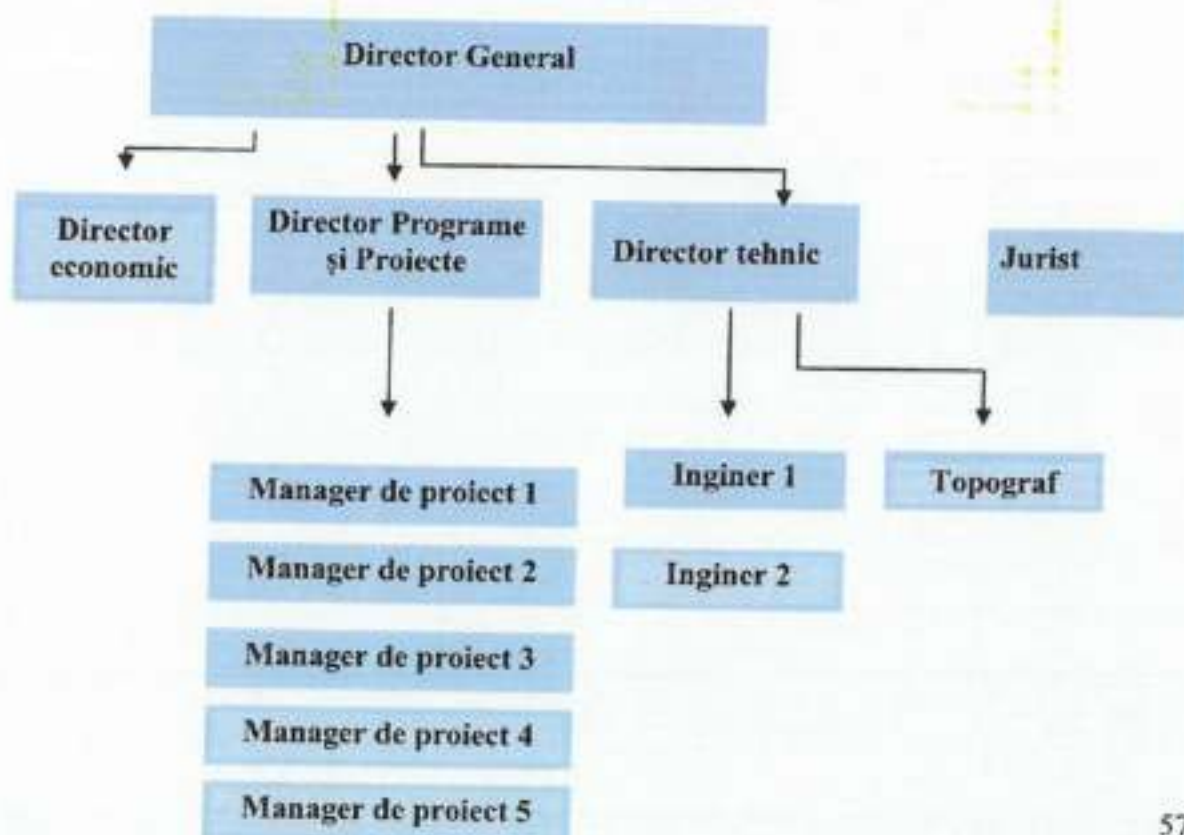 Director General
Director
economic
Director Programe
și Proiecte
Director tehnic
Jurist
Manager de proiect 1
Manager de proiect 2
Manager de proiect 3
Manager de proiect 4
Manager de proiect 5
Inginer 1
Inginer 2
Topograf
57